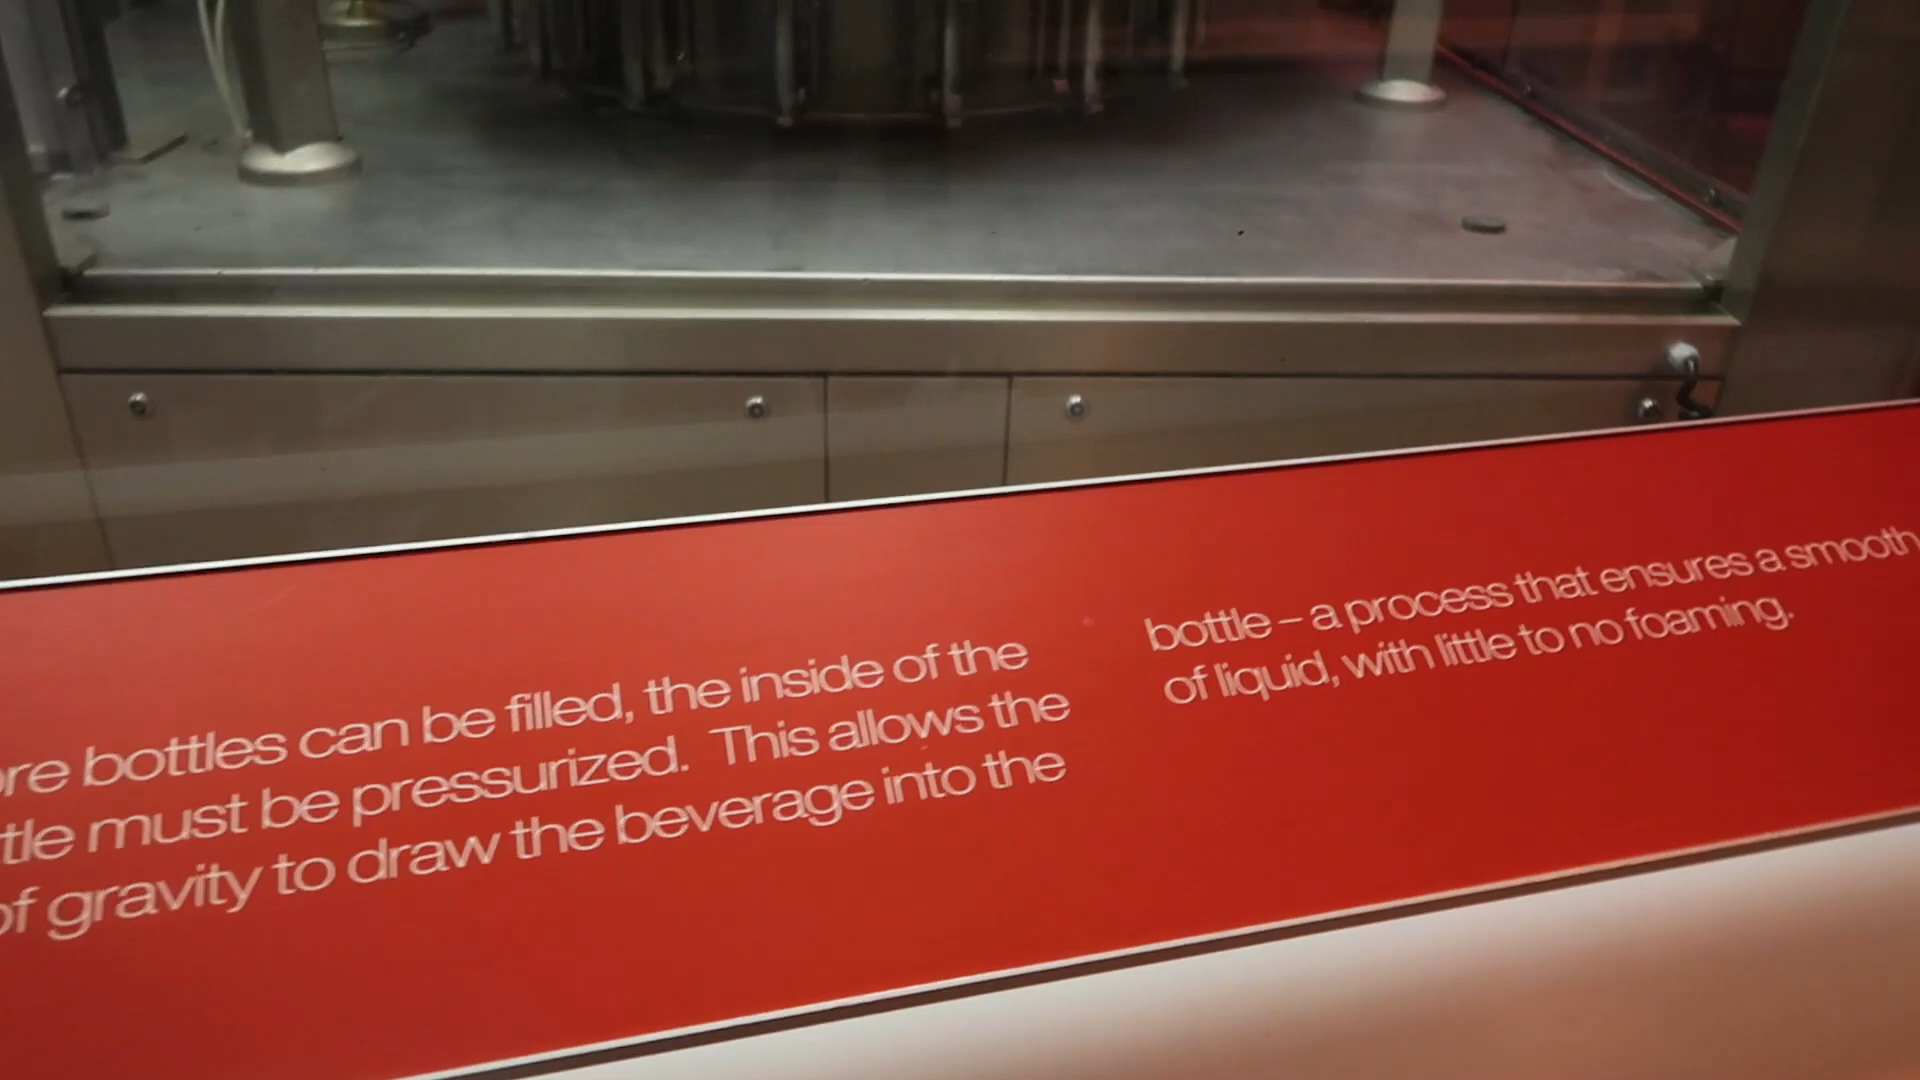 bottles can be filled, the inside of the
must be pressurized. This allows the
of gravity to draw the beverage into the
bottle – a process that ensures a smooth
of liquid, with little to no foaming.